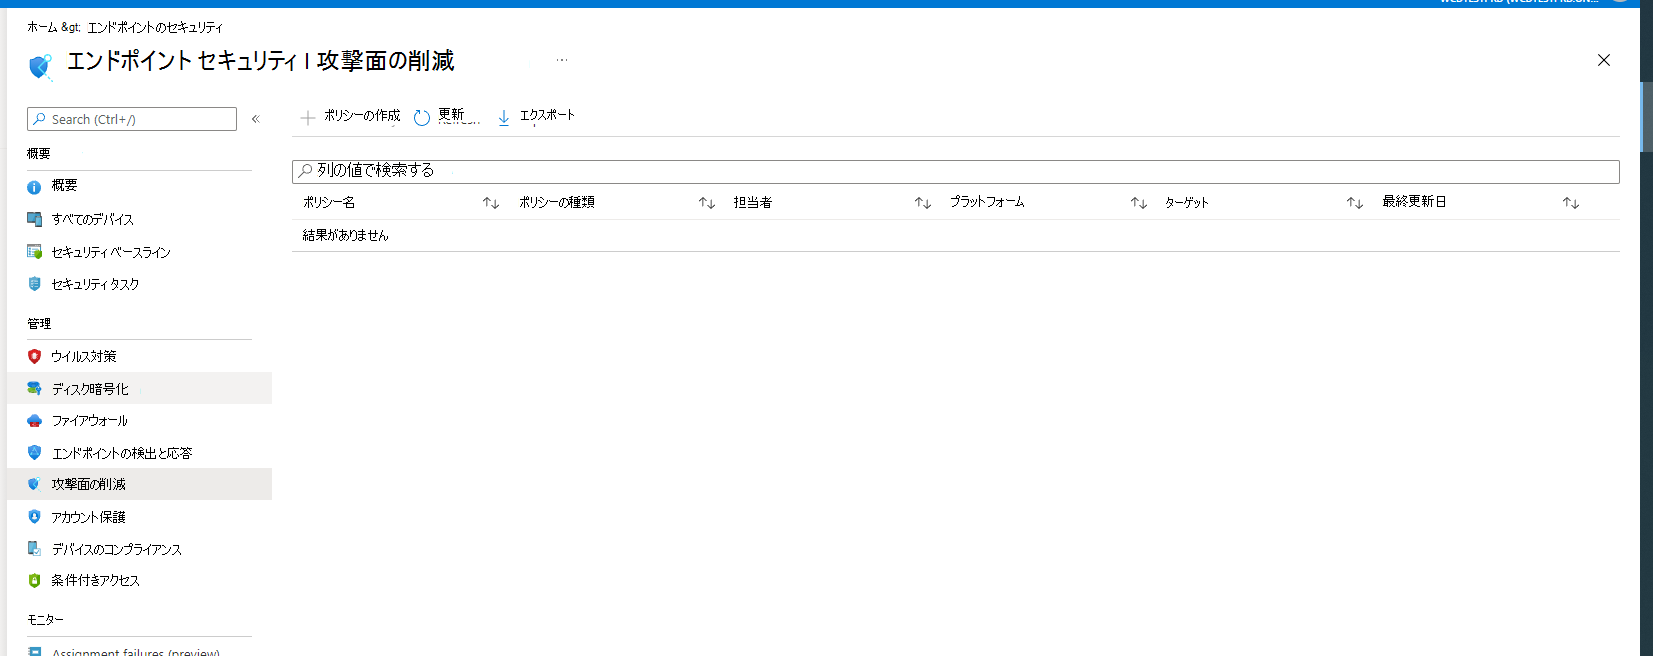 ホーム &gt; エンドポイントのセキュリティ
エンドポイント セキュリティ | 攻撃面の削減
Search (Ctrl+/)
ポリシーの作成 更新 エクスポート
列の値で検索する
ポリシー名 ポリシーの種類 担当者 プラットフォーム ターゲット 最終更新日
結果がありません
概要
概要
すべてのデバイス
セキュリティ ベースライン
セキュリティ タスク
管理
ウイルス対策
ディスク暗号化
ファイアウォール
エンドポイントの検出と応答
攻撃面の削減
アカウント保護
デバイスのコンプライアンス
条件付きアクセス
モニター
Assignment failures (preview)